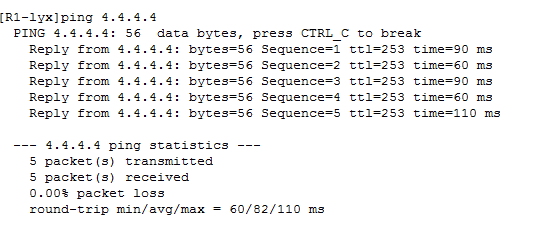 [R1-lyx]ping 4.4.4.4
PING 4.4.4.4: 56  data bytes, press CTRL_C to break
Reply from 4.4.4.4: bytes=56 Sequence=1 ttl=253 time=90 ms
Reply from 4.4.4.4: bytes=56 Sequence=2 ttl=253 time=60 ms
Reply from 4.4.4.4: bytes=56 Sequence=3 ttl=253 time=90 ms
Reply from 4.4.4.4: bytes=56 Sequence=4 ttl=253 time=60 ms
Reply from 4.4.4.4: bytes=56 Sequence=5 ttl=253 time=110 ms
--- 4.4.4.4 ping statistics ---
5 packet(s) transmitted
5 packet(s) received
0.00% packet loss
round-trip min/avg/max = 60/82/110 ms